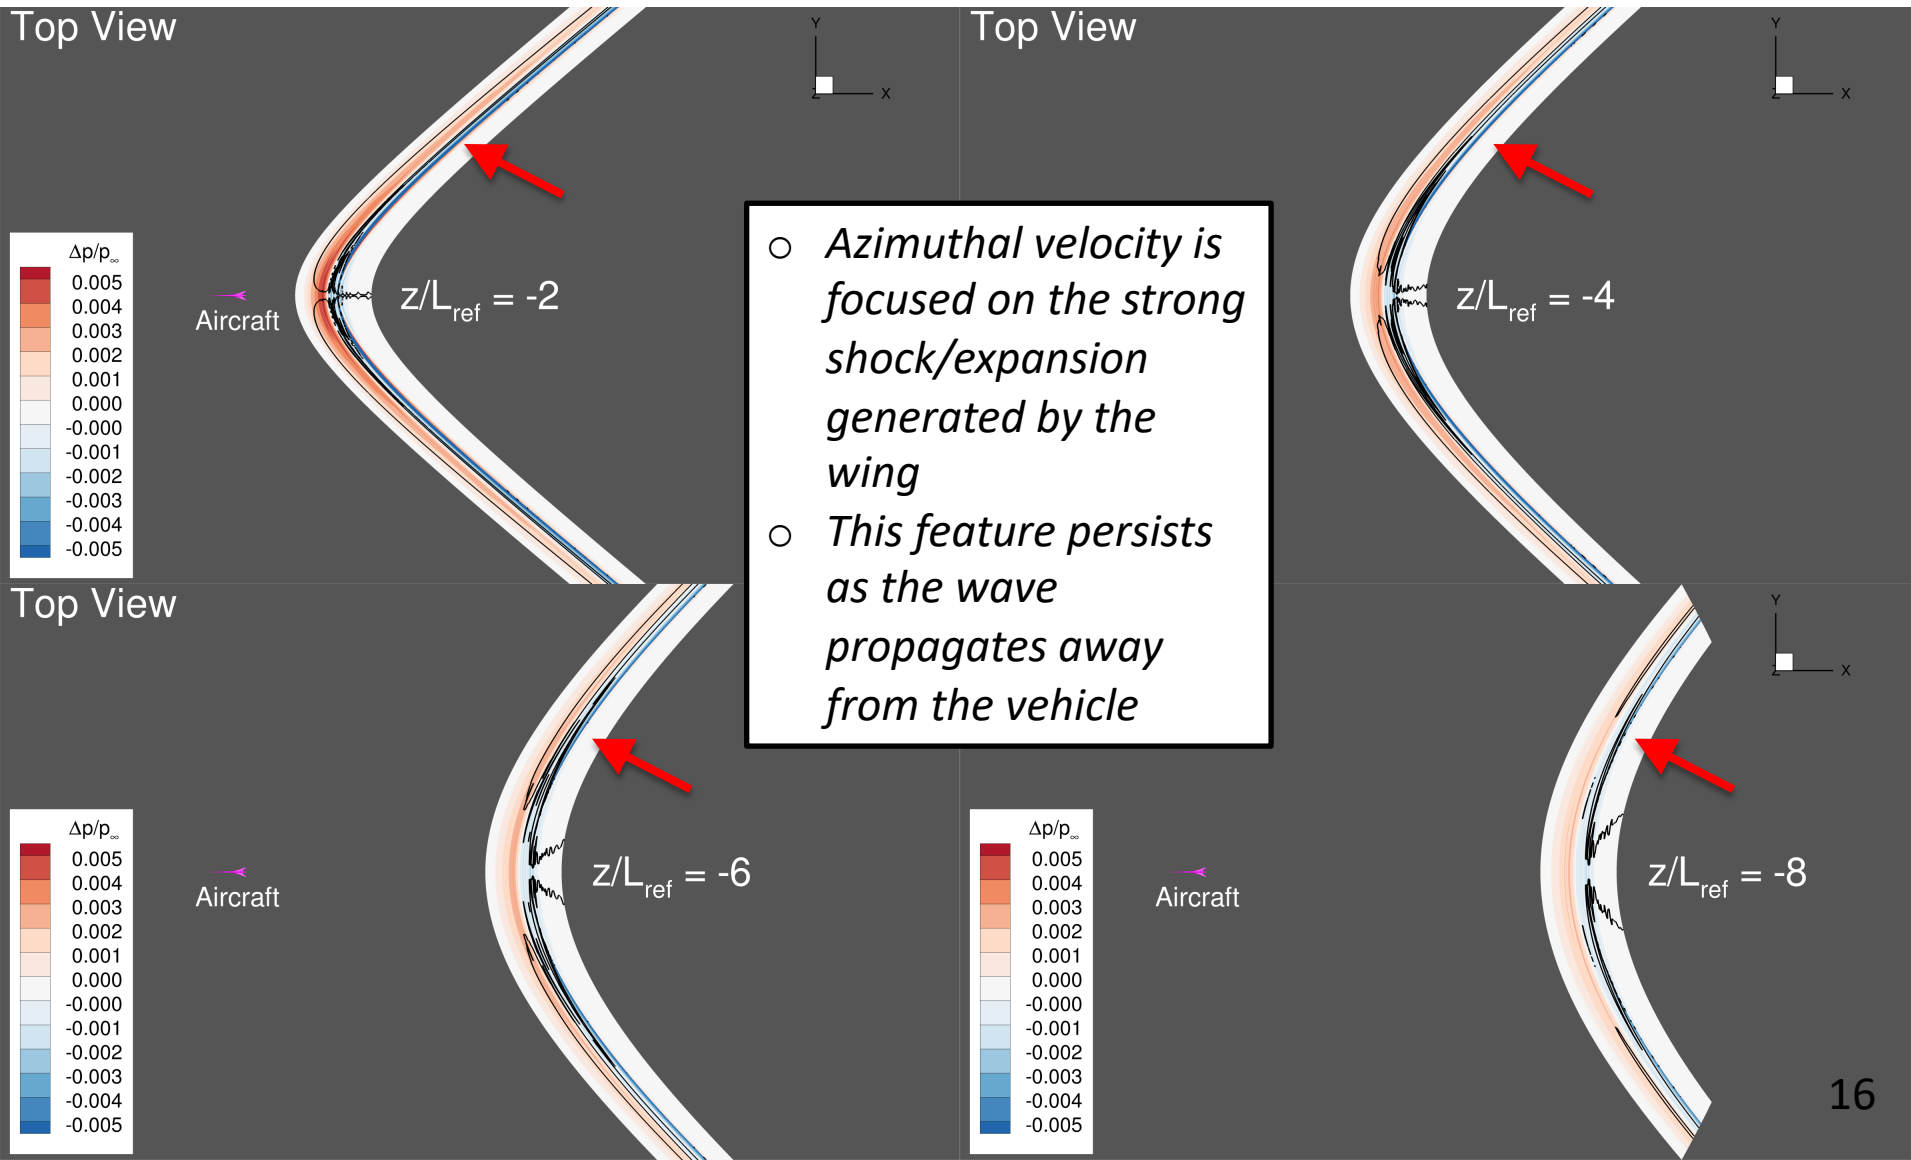 Top View
Y
Z
X
Δp/p∞
0.005
0.004
0.003
0.002
0.001
0.000
-0.000
-0.001
-0.002
-0.003
-0.004
-0.005
Aircraft
z/Lref = -2
Top View
Y
Z
X
z/Lref = -4
○ Azimuthal velocity is
focused on the strong
shock/expansion
generated by the
wing
○ This feature persists
as the wave
propagates away
from the vehicle
Top View
Δp/p∞
0.005
0.004
0.003
0.002
0.001
0.000
-0.000
-0.001
-0.002
-0.003
-0.004
-0.005
Aircraft
z/Lref = -6
Y
Z
X
Δp/p∞
0.005
0.004
0.003
0.002
0.001
0.000
-0.000
-0.001
-0.002
-0.003
-0.004
-0.005
Aircraft
z/Lref = -8
16